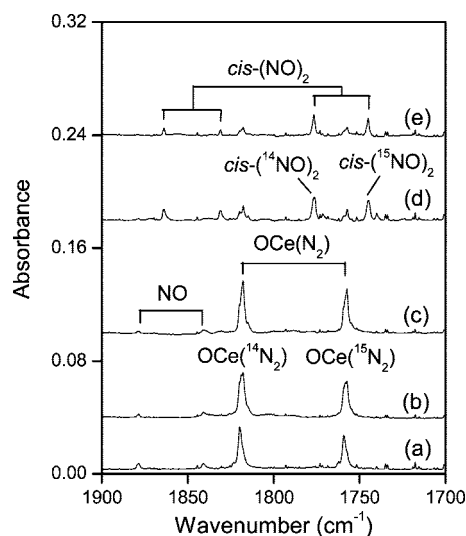 0.32
cis-(NO)₂
(e)
0.24
cis-(¹⁴NO)₂
cis-(¹⁵NO)₂
(d)
0.16
OCe(N₂)
NO
(c)
0.08
OCe(¹⁴N₂)
OCe(¹⁵N₂)
(b)
(a)
0.00
1900
1850
1800
1750
1700
Wavenumber (cm⁻¹)
Absorbance